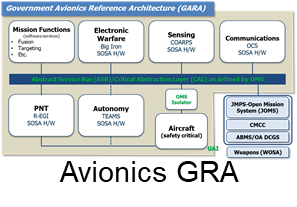 Government Avionics Reference Architecture (GARA)
Mission Functions
(software services)
• Fusion
• Targeting
• Etc.
Electronic
Warfare
Big Iron
SOSA H/W
Sensing
COARPS
SOSA H/W
Communications
OCS
SOSA H/W
Abstract Service Bus (ASB)/Critical Abstraction Layer (CAL) as defined by OMS
PNT
R-EGI
SOSA H/W
Autonomy
TEAMS
SOSA H/W
OMS
Isolator
Aircraft
(safety critical)
UAI
JMPS-Open Mission
System (JOMS)
CMCC
ABMS/OA DCGS
Weapons (WOSA)
Avionics GRA